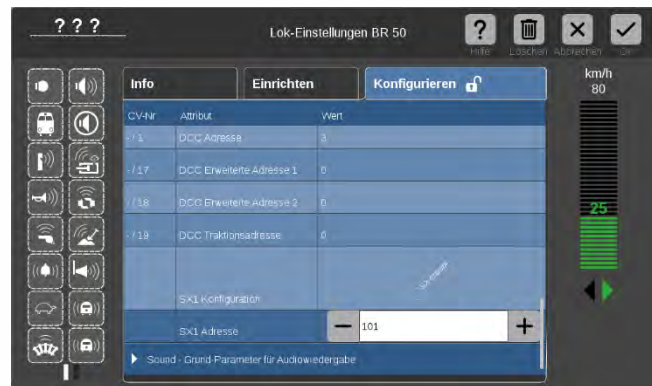 ? ? ?
Lok-Einstellungen BR 50
?
Hilfe
Löschen
Abbrechen
OK
Info
Einrichten
Konfigurieren
km/h
80
CV-Nr Attribut Wert
- / 1 DCC Adresse 3
- / 17 DCC Erweiterte Adresse 1 0
- / 18 DCC Erweiterte Adresse 2 0
- / 19 DCC Traktionsadresse 0
25
SX1 Konfiguration
SX1 Adresse
101
Sound - Grund-Parameter für Audiowiedergabe